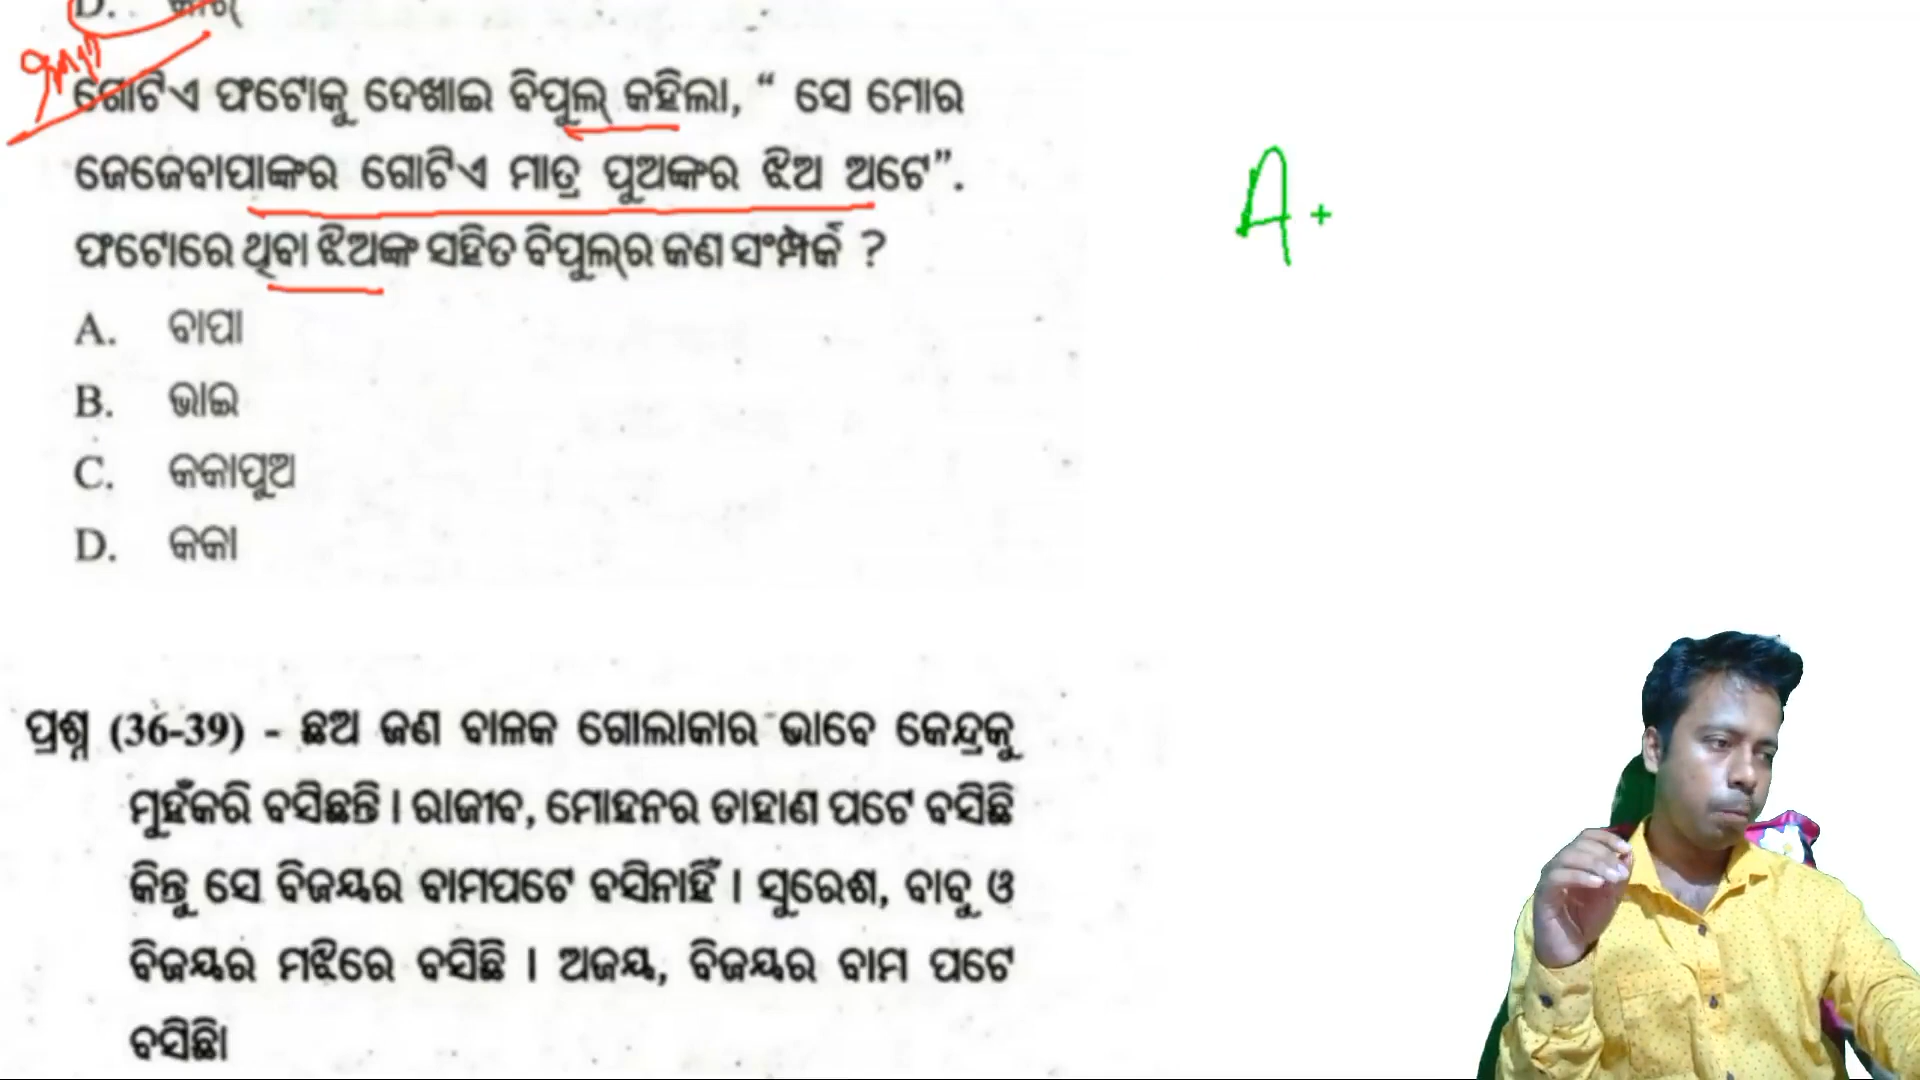 D.
ଗୋଟିଏ ଫଟୋକୁ ଦେଖାଇ ବିପୁଲ୍ କହିଲା, “ ସେ ମୋର
ଜେଜେବାପାଙ୍କର ଗୋଟିଏ ମାତ୍ର ପୁଅଙ୍କର ଝିଅ ଅଟେ”.
ଫଟୋରେ ଥିବା ଝିଅଙ୍କ ସହିତ ବିପୁଲ୍‌ର କଣ ସଂମ୍ପର୍କ ?
A. ବାପା
B. ଭାଇ
C. କକାପୁଅ
D. କକା
A +
ପ୍ରଶ୍ନ (36-39) - ଛଅ ଜଣ ବାଳକ ଗୋଲାକାର ଭାବେ କେନ୍ଦ୍ରକୁ
ମୁହଁକରି ବସିଛନ୍ତି । ରାଜୀବ, ମୋହନର ଡାହାଣ ପଟେ ବସିଛି
କିନ୍ତୁ ସେ ବିଜୟର ବାମପଟେ ବସିନାହିଁ । ସୁରେଶ, ବାବୁ ଓ
ବିଜୟର ମଝିରେ ବସିଛି । ଅଜୟ, ବିଜୟର ବାମ ପଟେ
ବସିଛି।